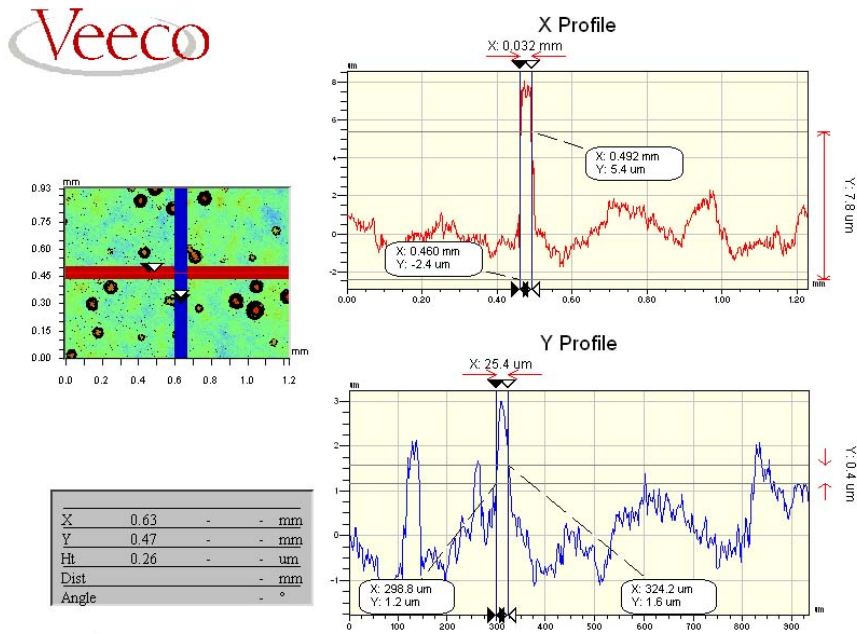 Veeco
X Profile
X: 0,032 mm
um
8
6
4
2
0
-2
X: 0.492 mm
Y: 5.4 um
X: 0.460 mm
Y: -2.4 um
Y: 7.8 um
mm
0.00 0.20 0.40 0.60 0.80 1.00 1.20
mm
0.93
0.75
0.60
0.45
0.30
0.15
0.00
mm
0.0 0.2 0.4 0.6 0.8 1.2
Y Profile
X: 25.4 um
um
3
2
1
0
-1
Y: 0.4 um
X: 298.8 um
Y: 1.2 um
X: 324.2 um
Y: 1.6 um
um
0 100 200 300 400 500 600 700 800 900
X 0.63 - - mm
Y 0.47 - - mm
Ht 0.26 - - um
Dist - mm
Angle - °